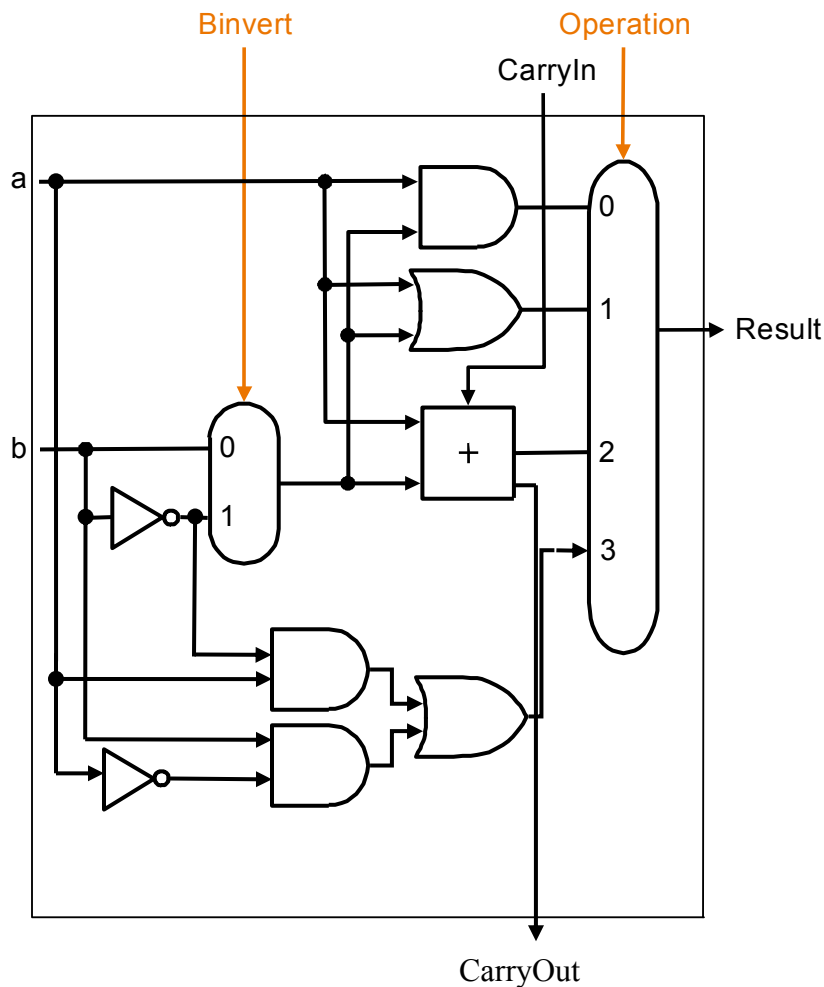 Binvert
Operation
CarryIn
a
0
1
Result
b
0
+
2
1
3
CarryOut